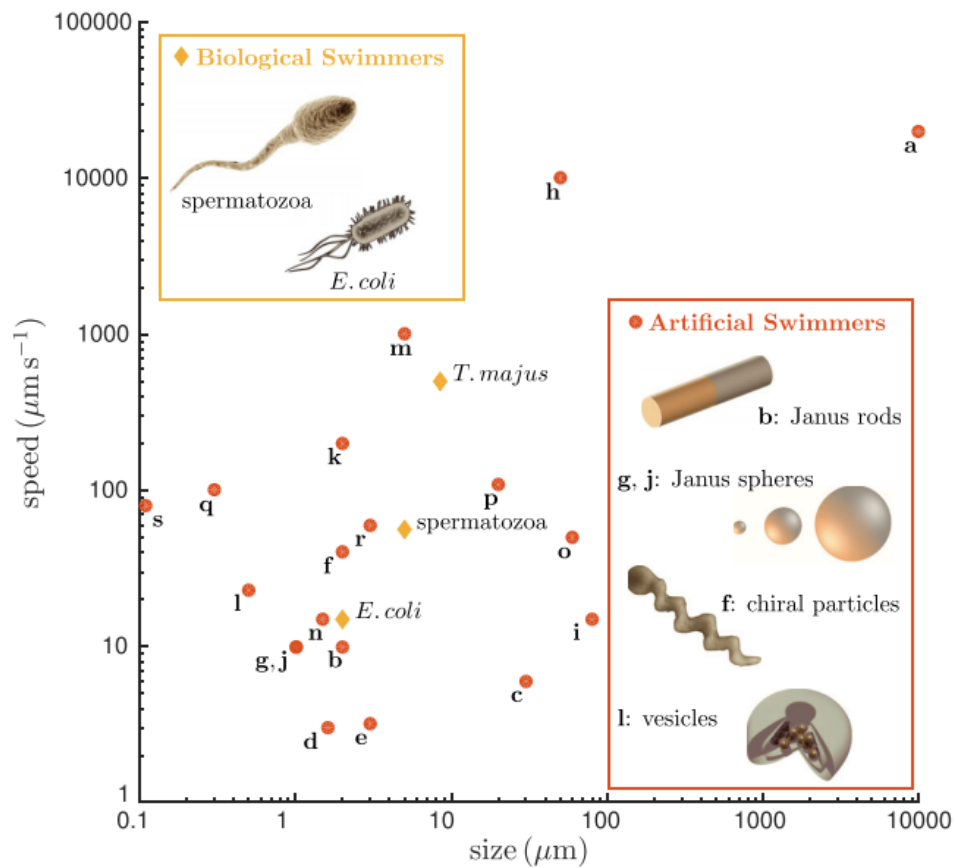 100000
10000
1000
100
10
1
speed (μm s⁻¹)
0.1
1
10
100
1000
10000
size (μm)
Biological Swimmers
spermatozoa
E. coli
a
h
m
T. majus
k
s
q
p
r
spermatozoa
f
o
l
n
E. coli
i
g, j
b
c
d
e
Artificial Swimmers
b: Janus rods
g, j: Janus spheres
f: chiral particles
l: vesicles